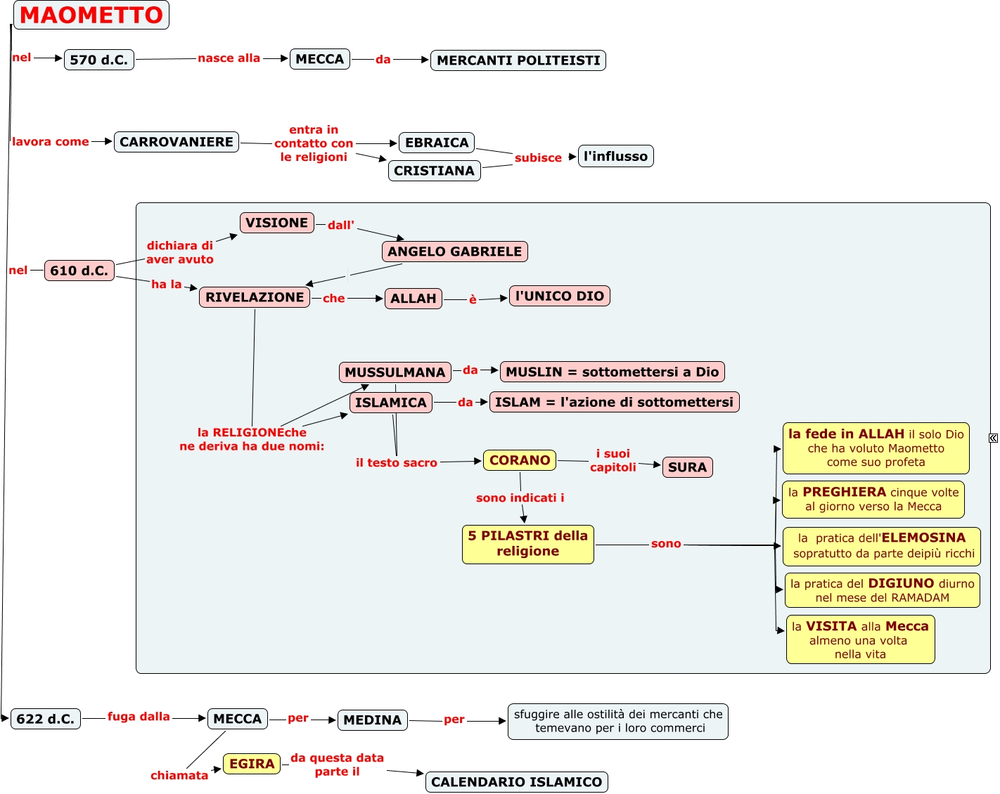 MAOMETTO
nel
570 d.C.
nasce alla
MECCA
da
MERCANTI POLITEISTI
lavora come
CARROVANIERE
entra in
contatto con
le religioni
EBRAICA
CRISTIANA
subisce
l'influsso
nel
610 d.C.
dichiara di
aver avuto
VISIONE
dall'
ANGELO GABRIELE
ha la
RIVELAZIONE
che
ALLAH
è
l'UNICO DIO
la RELIGIONEche
ne deriva ha due nomi:
MUSSULMANA
da
MUSLIN = sottomettersi a Dio
ISLAMICA
da
ISLAM = l'azione di sottomettersi
il testo sacro
CORANO
i suoi
capitoli
SURA
sono indicati i
5 PILASTRI della
religione
sono
la fede in ALLAH il solo Dio
che ha voluto Maometto
come suo profeta
la PREGHIERA cinque volte
al giorno verso la Mecca
la pratica dell'ELEMOSINA
sopratutto da parte deipiù ricchi
la pratica del DIGIUNO diurno
nel mese del RAMADAM
la VISITA alla Mecca
almeno una volta
nella vita
622 d.C.
fuga dalla
MECCA
per
MEDINA
per
sfuggire alle ostilità dei mercanti che
temevano per i loro commerci
chiamata
EGIRA
da questa data
parte il
CALENDARIO ISLAMICO